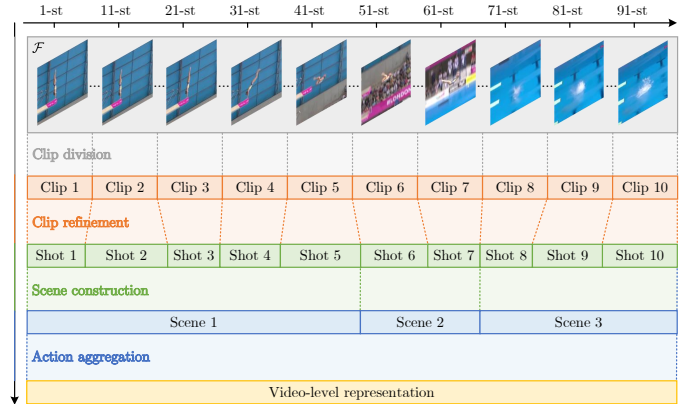 1-st 11-st 21-st 31-st 41-st 51-st 61-st 71-st 81-st 91-st
F
LONDON
Clip division
Clip 1 Clip 2 Clip 3 Clip 4 Clip 5 Clip 6 Clip 7 Clip 8 Clip 9 Clip 10
Clip refinement
Shot 1 Shot 2 Shot 3 Shot 4 Shot 5 Shot 6 Shot 7 Shot 8 Shot 9 Shot 10
Scene construction
Scene 1 Scene 2 Scene 3
Action aggregation
Video-level representation